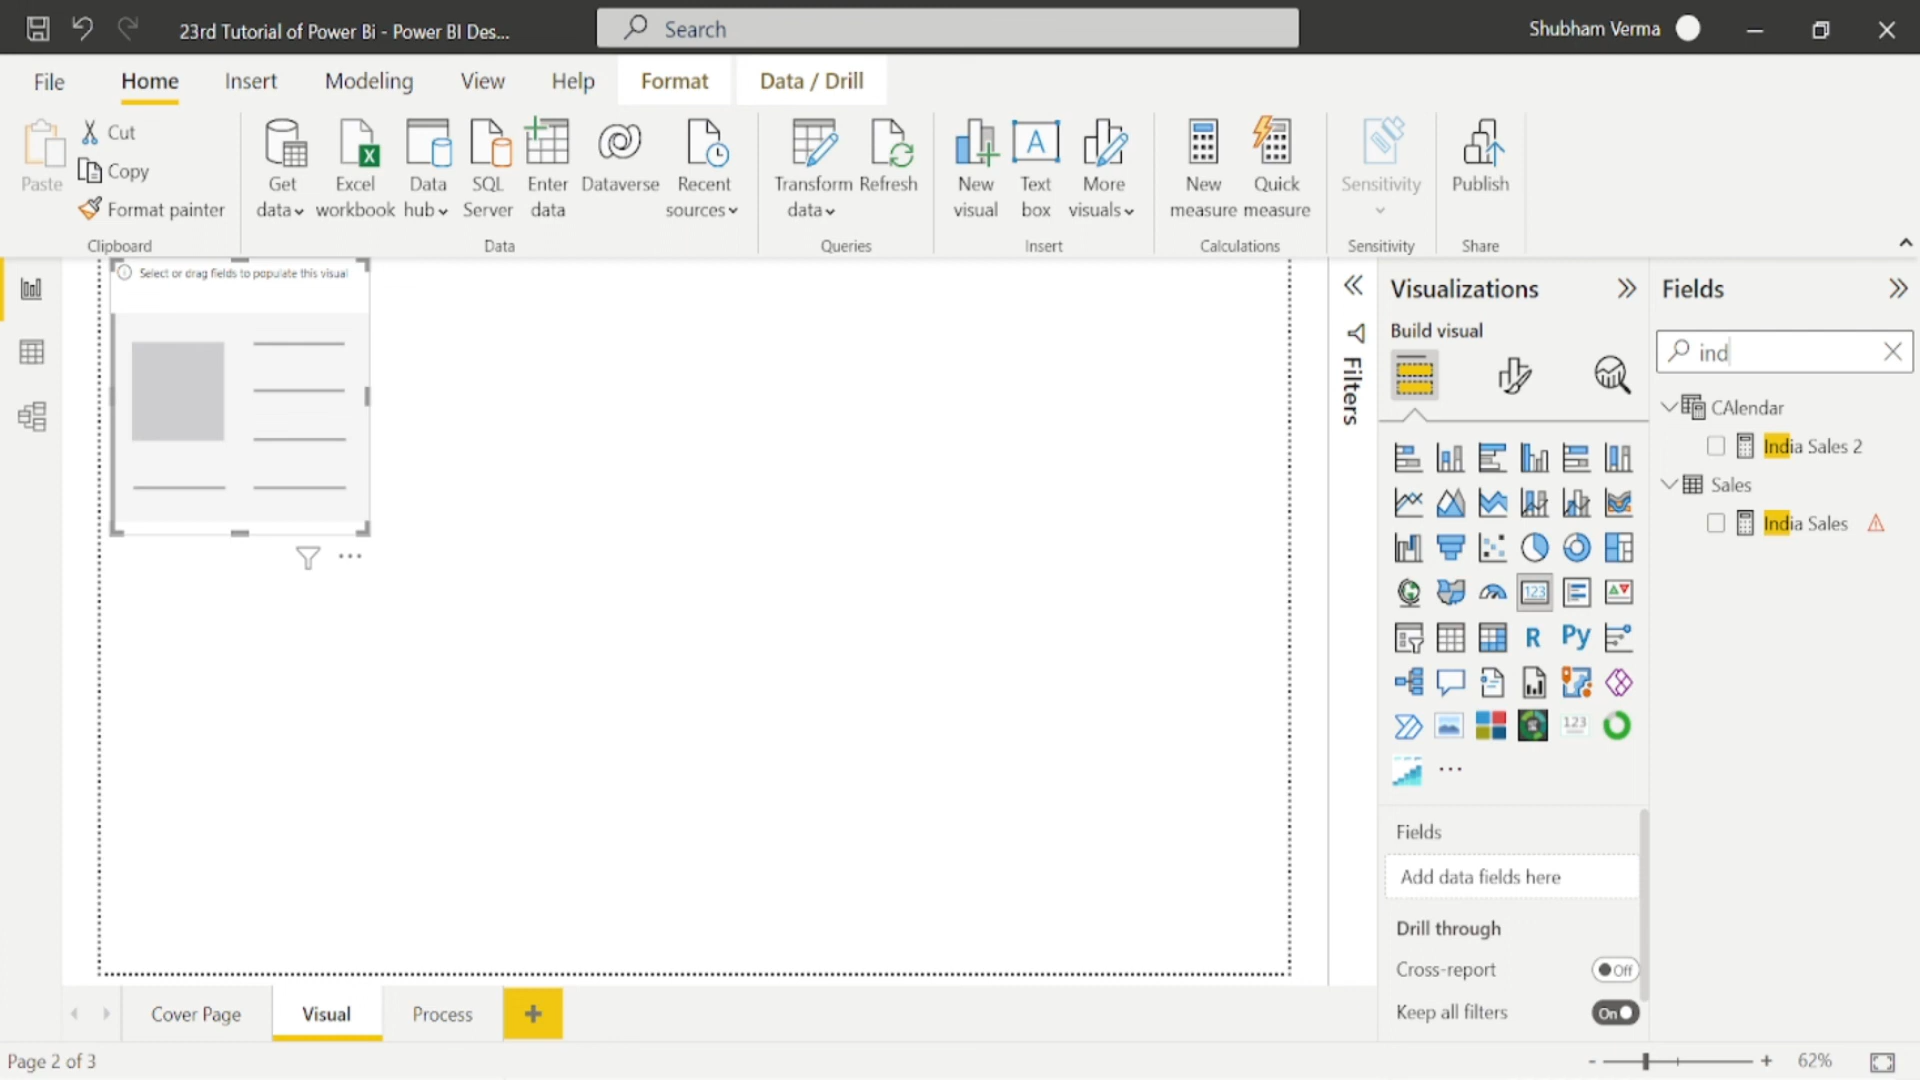 23rd Tutorial of Power Bi - Power BI Des...
Search
Shubham Verma
File
Home
Insert
Modeling
View
Help
Format
Data / Drill
Paste
Cut
Copy
Format painter
Clipboard
Get data
Excel workbook
Data hub
SQL Server
Enter data
Dataverse
Recent sources
Data
Transform data
Refresh
Queries
New visual
A
Text box
More visuals
Insert
New measure
Quick measure
Calculations
Sensitivity
Sensitivity
Publish
Share
Select or drag fields to populate this visual
Filters
Visualizations
Build visual
123
R
Py
123
Fields
Add data fields here
Drill through
Cross-report
Off
Keep all filters
On
Fields
ind
CAlendar
India Sales 2
Sales
India Sales
Cover Page
Visual
Process
+
Page 2 of 3
- + 62%